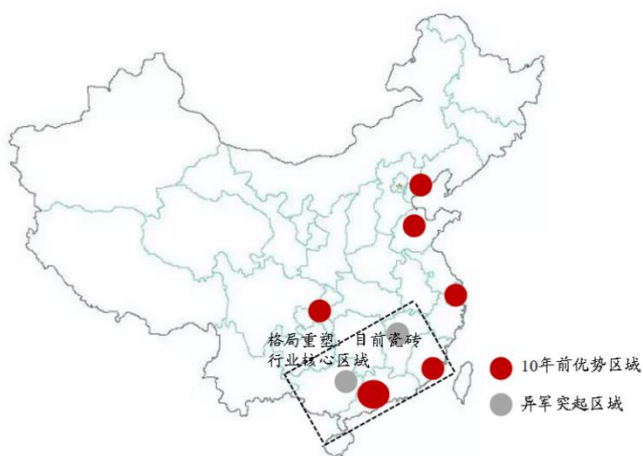 格局重塑：目前瓷砖
行业核心区域
10年前优势区域
异军突起区域